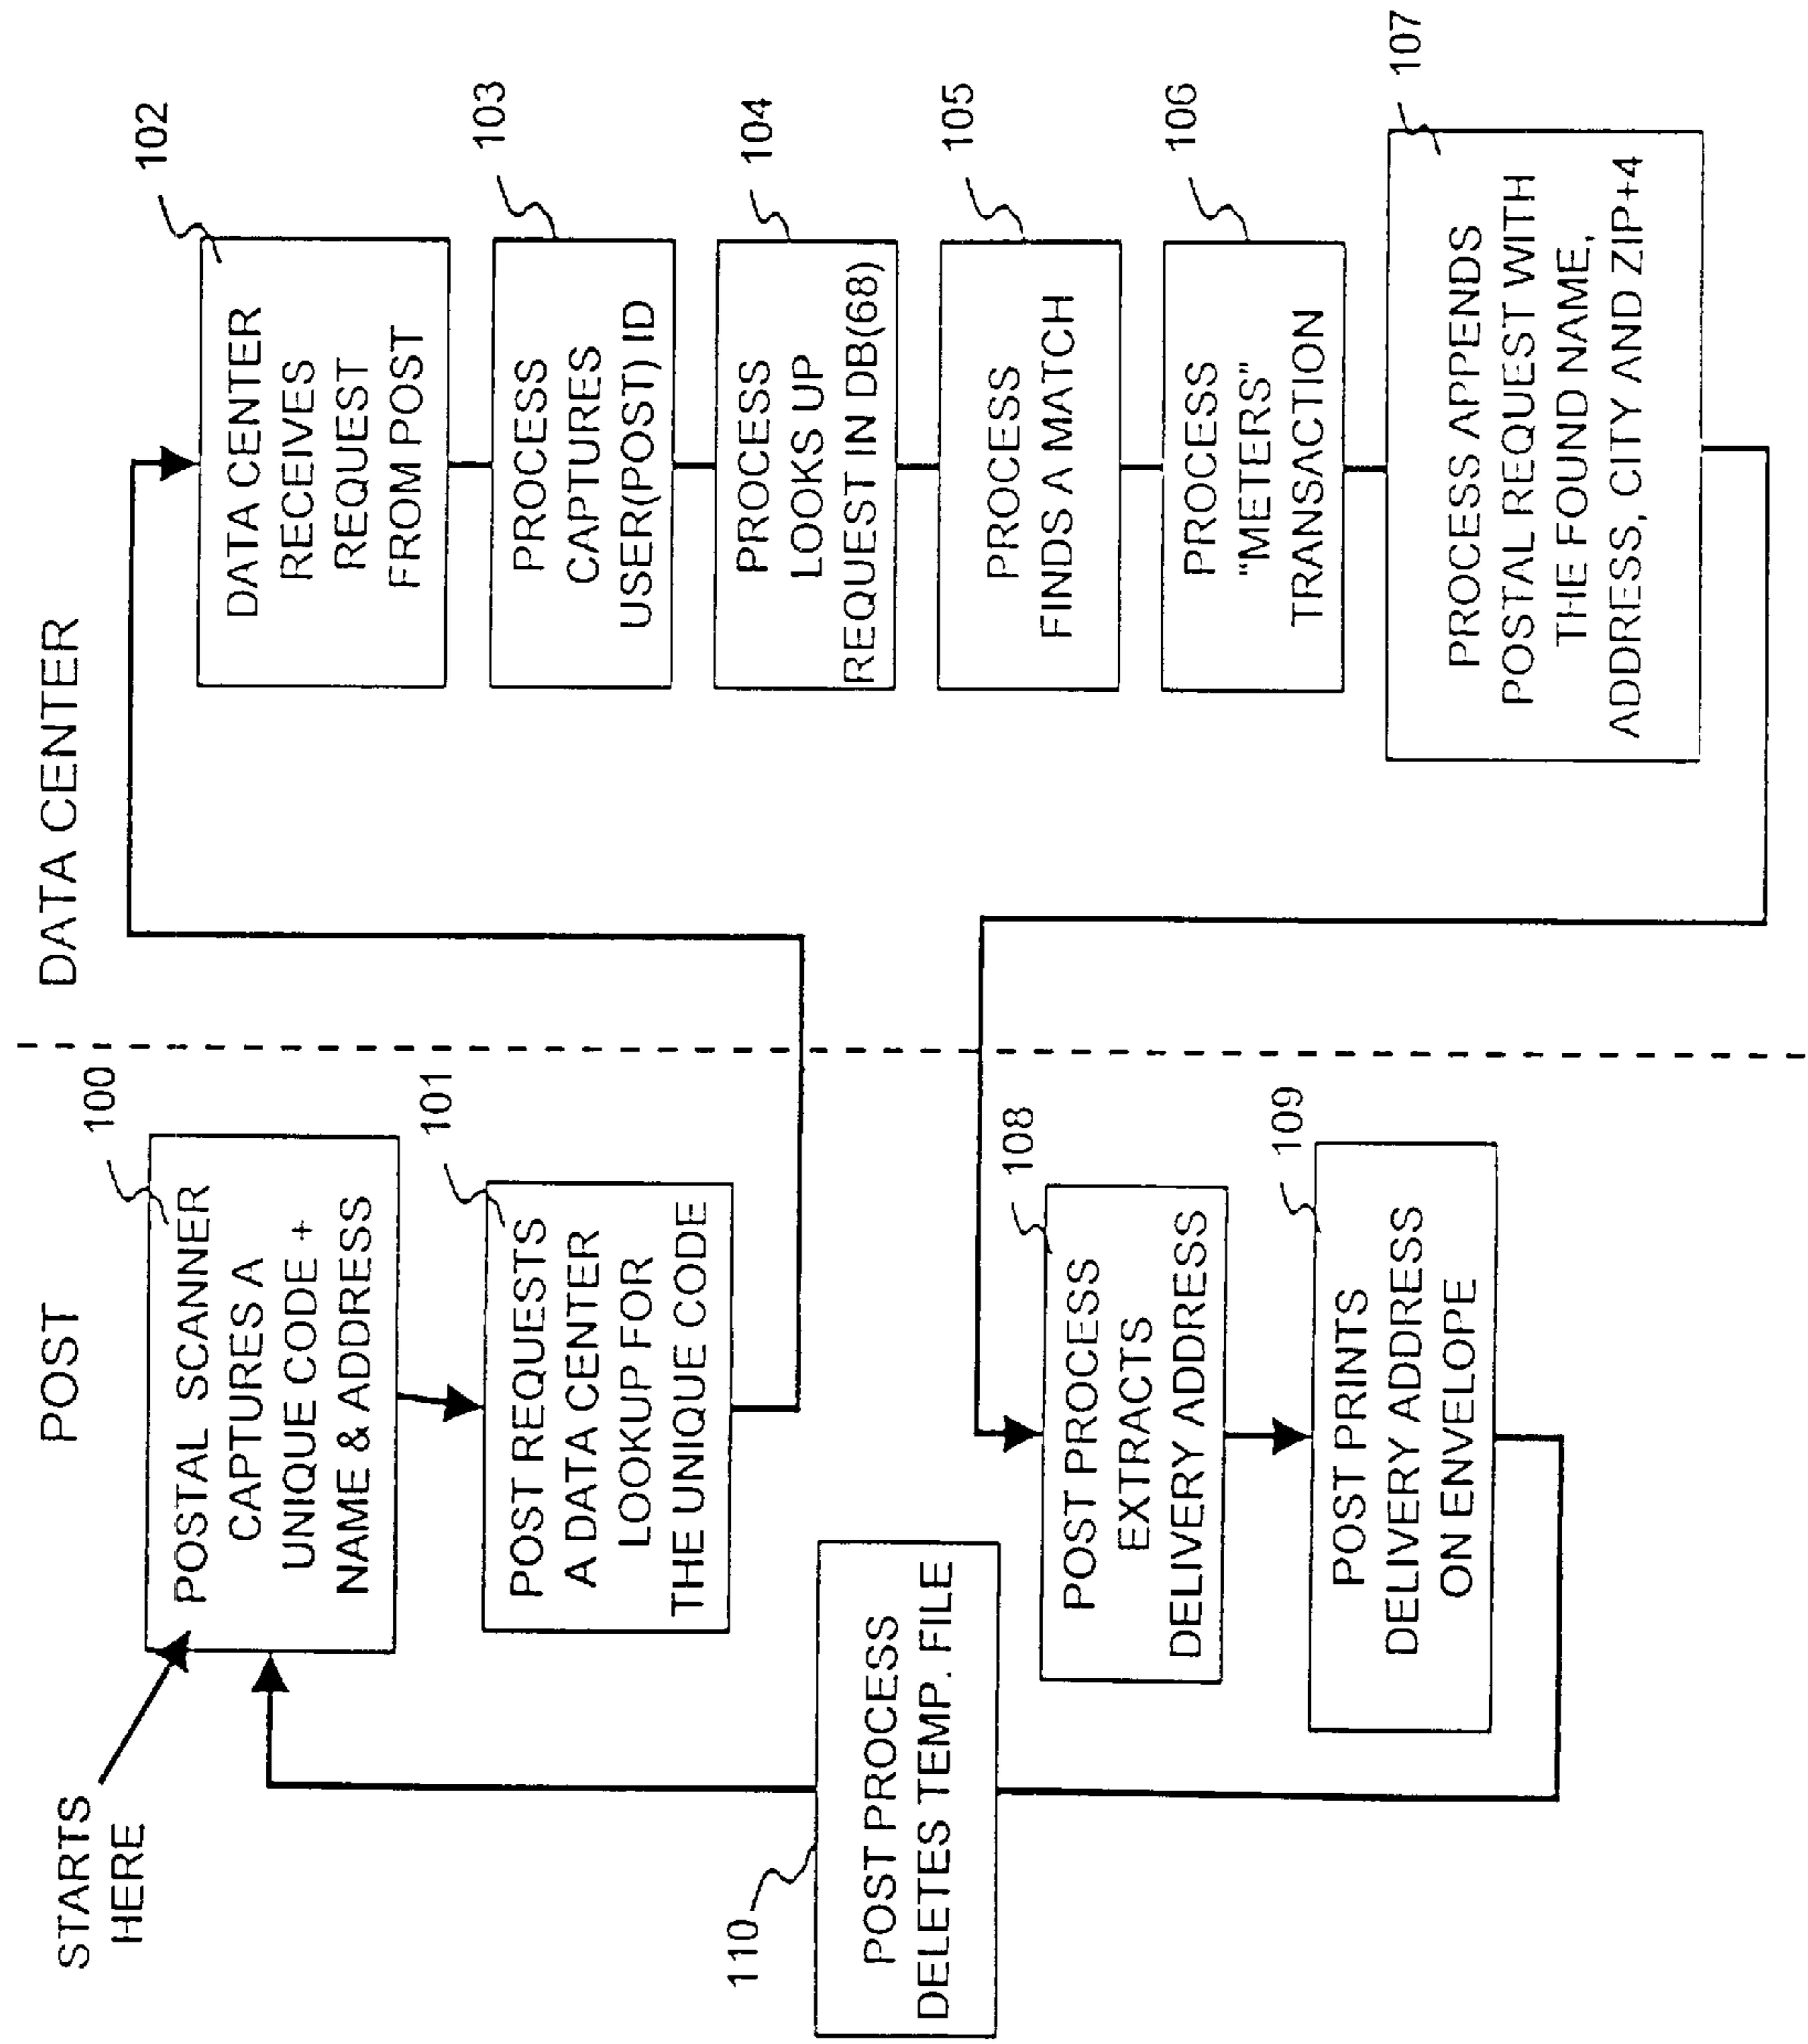 POST
DATA CENTER
STARTS
HERE
100
POSTAL SCANNER
CAPTURES A
UNIQUE CODE +
NAME & ADDRESS
101
POST REQUESTS
A DATA CENTER
LOOKUP FOR
THE UNIQUE CODE
102
DATA CENTER
RECEIVES
REQUEST
FROM POST
103
PROCESS
CAPTURES
USER(POST) ID
104
PROCESS
LOOKS UP
REQUEST IN DB(68)
105
PROCESS
FINDS A MATCH
106
PROCESS
"METERS"
TRANSACTION
107
PROCESS APPENDS
POSTAL REQUEST WITH
THE FOUND NAME,
ADDRESS, CITY AND ZIP+4
108
POST PROCESS
EXTRACTS
DELIVERY ADDRESS
109
POST PRINTS
DELIVERY ADDRESS
ON ENVELOPE
110
POST PROCESS
DELETES TEMP. FILE